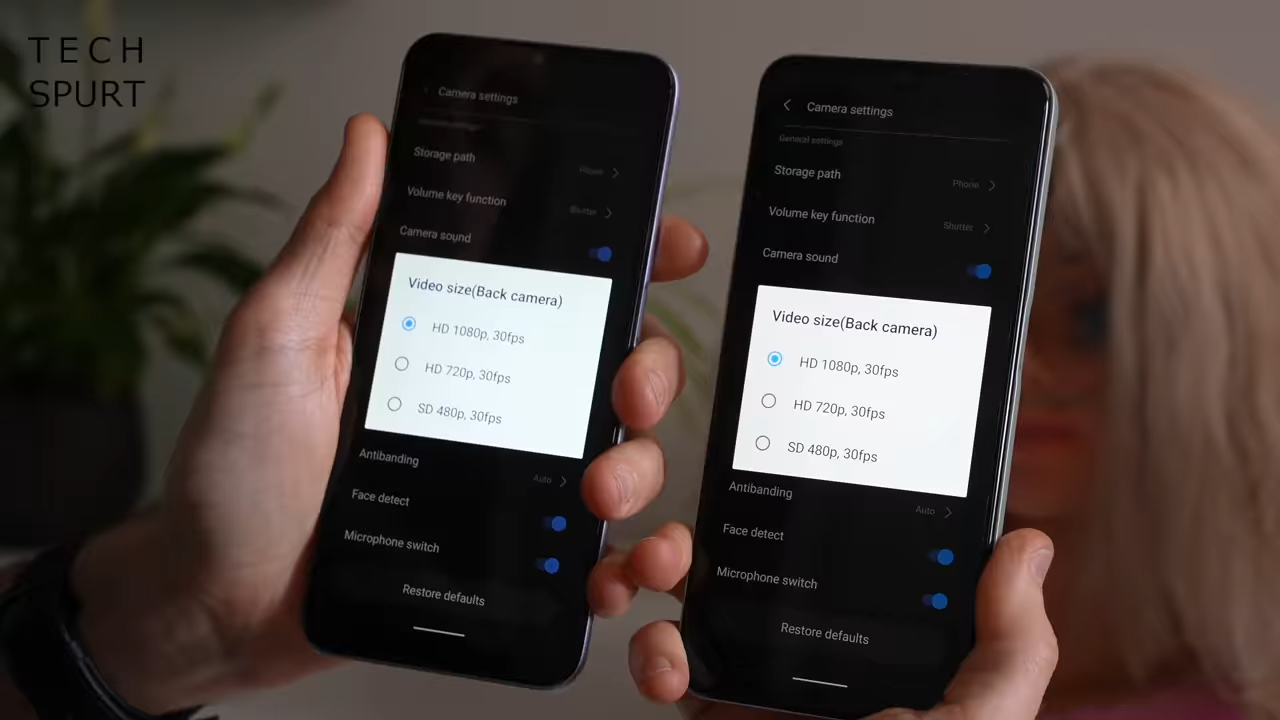 TECH
SPURT
Camera settings
Storage path
Phone
Volume key function
Shutter
Camera sound
Video size(Back camera)
HD 1080p, 30fps
HD 720p, 30fps
SD 480p, 30fps
Antibanding
Auto
Face detect
Microphone switch
Restore defaults
Camera settings
General settings
Storage path
Phone
Volume key function
Shutter
Camera sound
Video size(Back camera)
HD 1080p, 30fps
HD 720p, 30fps
SD 480p, 30fps
Antibanding
Auto
Face detect
Microphone switch
Restore defaults